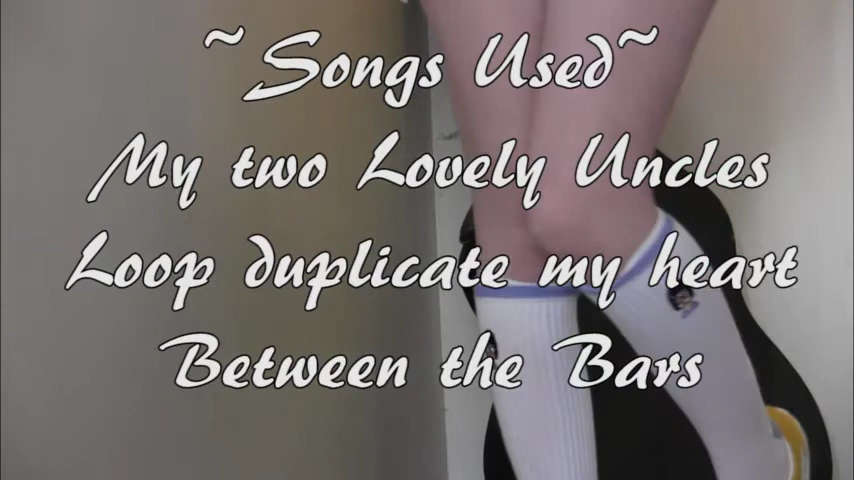 ~Songs Used~
My two Lovely Uncles
Loop duplicate my heart
Between the Bars